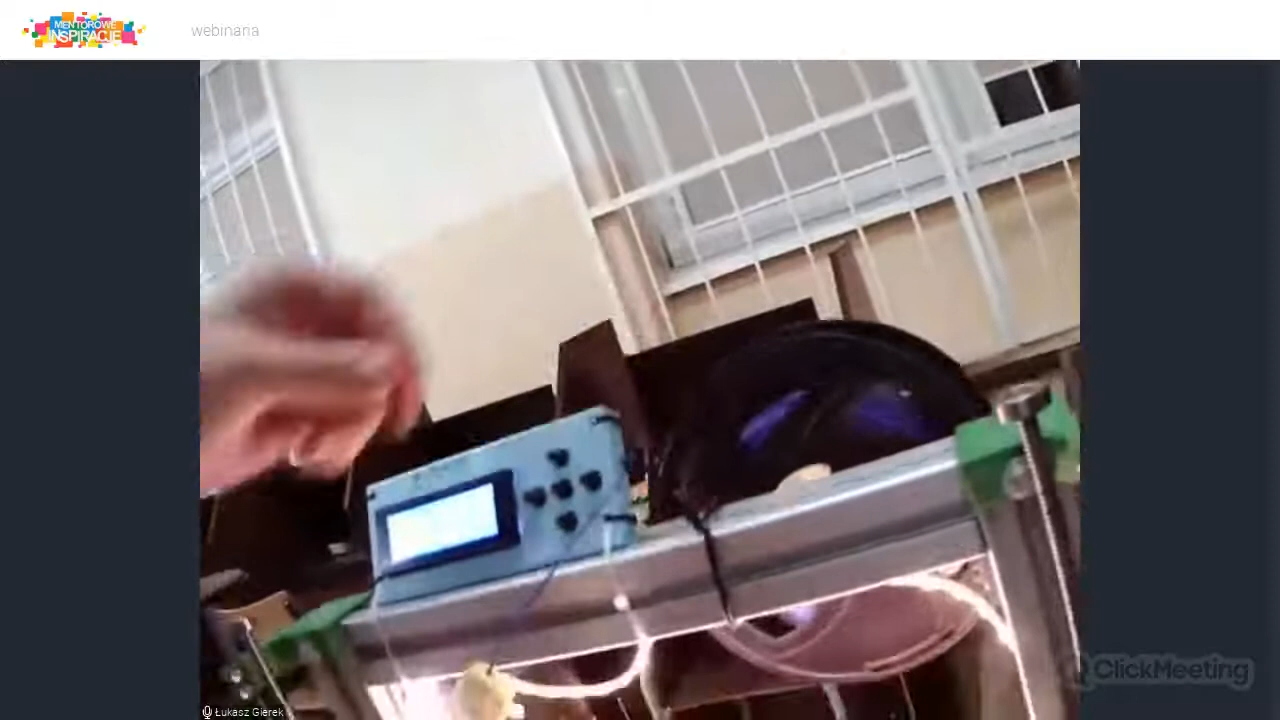 MENTOROWE
INSPIRACJE
webinaria
ClickMeeting
Łukasz Gierek